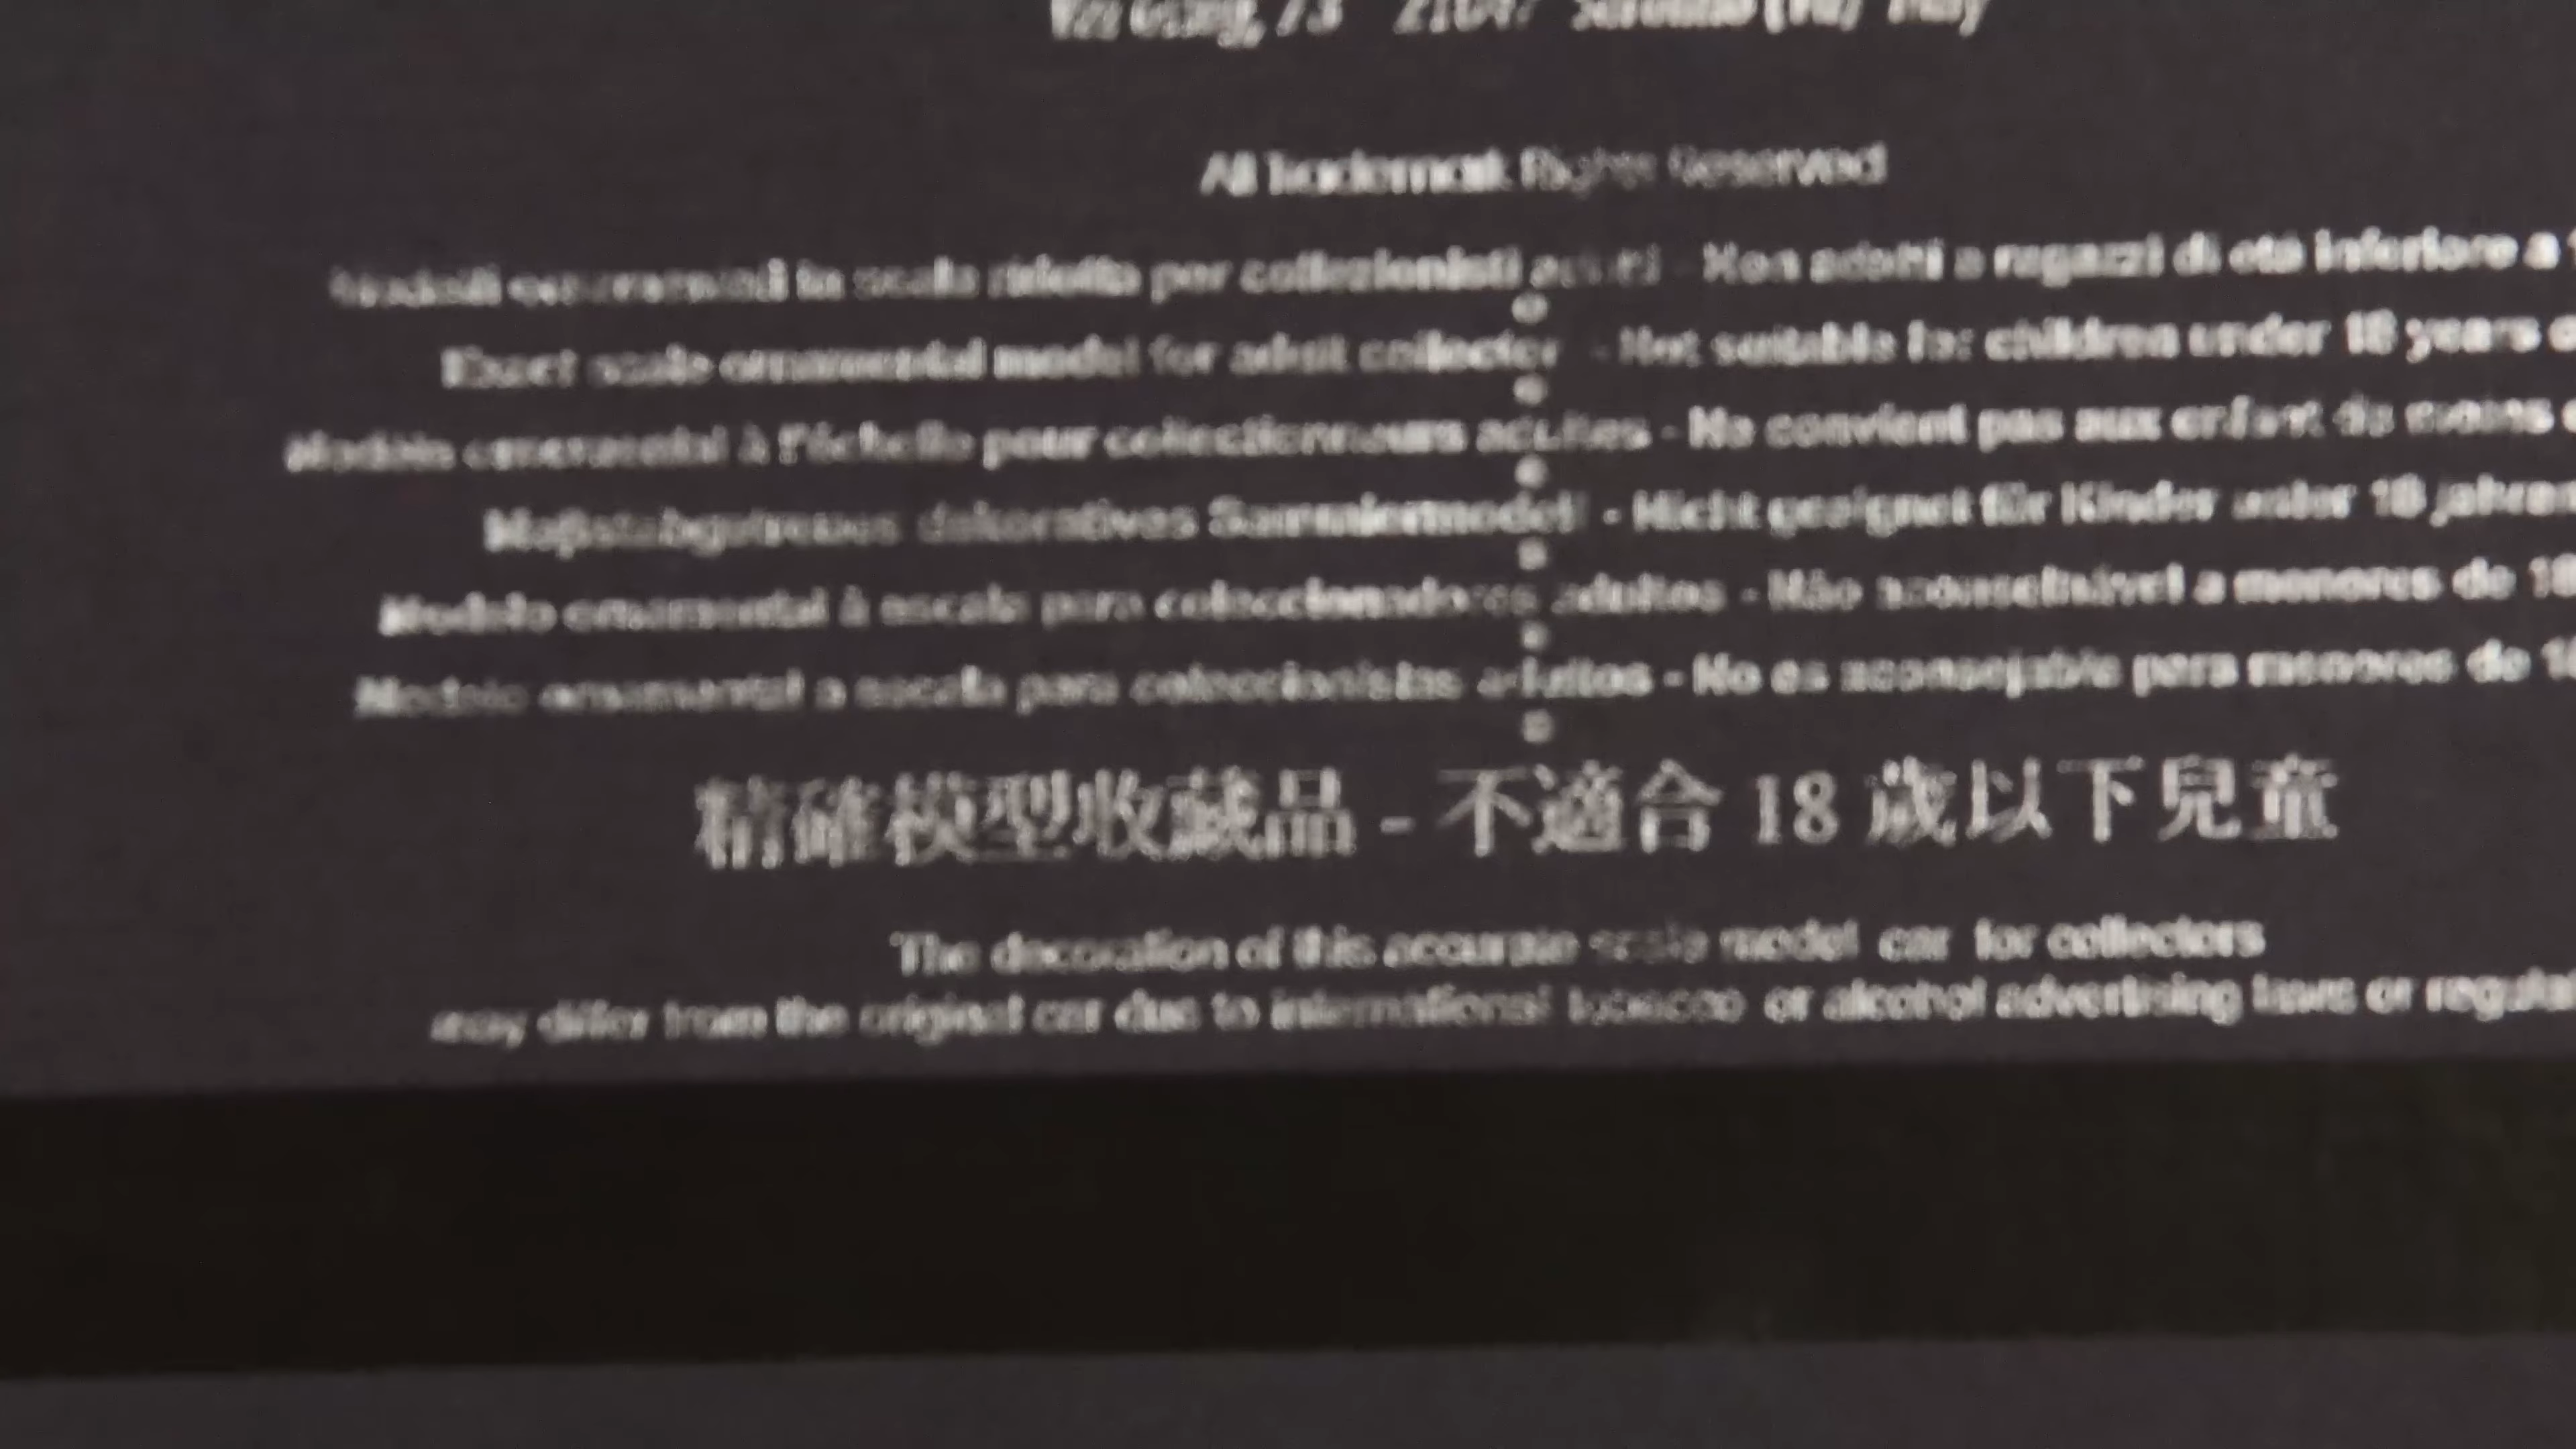 All Trademark Rights Reserved
Modelli ornamentali in scala ridotta per collezionisti adulti - Non adatti a ragazzi di età inferiore a
Exact scale ornamental model for adult collector - Not suitable for children under 18 years
Modèle ornemental à l'échelle pour collectionneurs adultes - Ne convient pas aux enfant de moins
Maßstabgetreues dekoratives Sammlermodell - Nicht geeignet für Kinder unter 18 jahren
Modelo ornamental à escala para coleccionadores adultos - Não aconselhável a menores de 18
Modelo ornamental a escala para coleccionistas adultos - No es aconsejable para menores de 18
精確模型收藏品 - 不適合 18 歲以下兒童
The decoration of this accurate scale model car for collectors
may differ from the original car due to international tobacco or alcohol advertising laws or